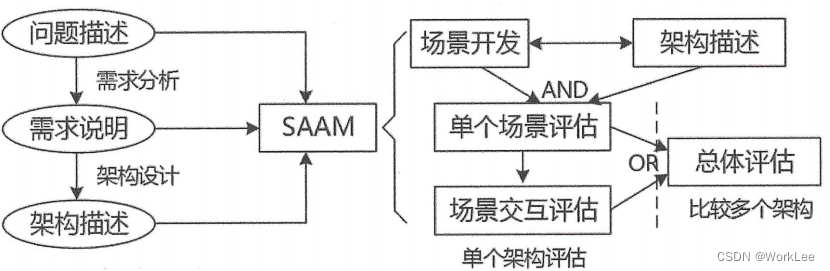 问题描述
需求分析
需求说明
架构设计
架构描述
SAAM
场景开发
架构描述
AND
单个场景评估
OR
总体评估
场景交互评估
比较多个架构
单个架构评估
CSDN @WorkLee